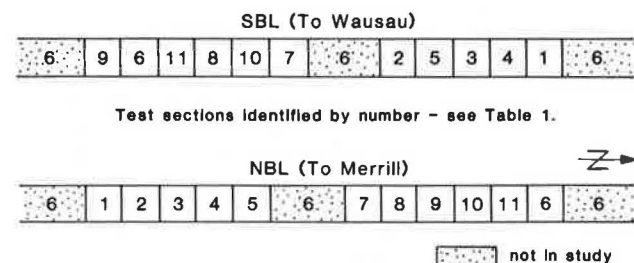 SBL (To Wausau)
6 9 6 11 8 10 7 6 2 5 3 4 1 6
Test sections identified by number - see Table 1.
Z
NBL (To Merrill)
6 1 2 3 4 5 6 7 8 9 10 11 6 6
not in study